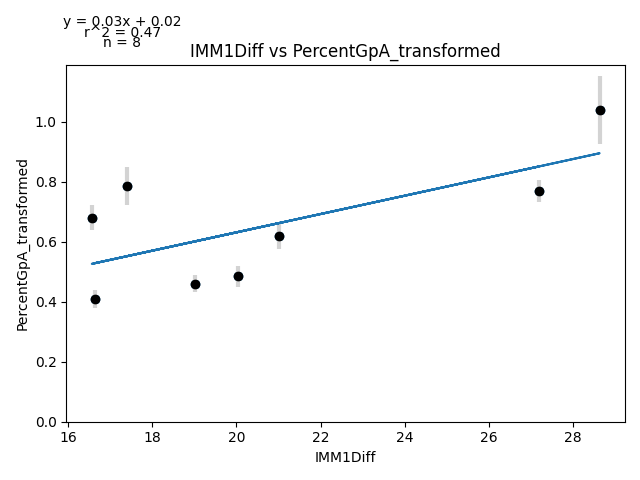 y = 0.03x + 0.02
r^2 = 0.47
n = 8
IMM1Diff vs PercentGpA_transformed
PercentGpA_transformed
1.0
0.8
0.6
0.4
0.2
0.0
16 18 20 22 24 26 28
IMM1Diff